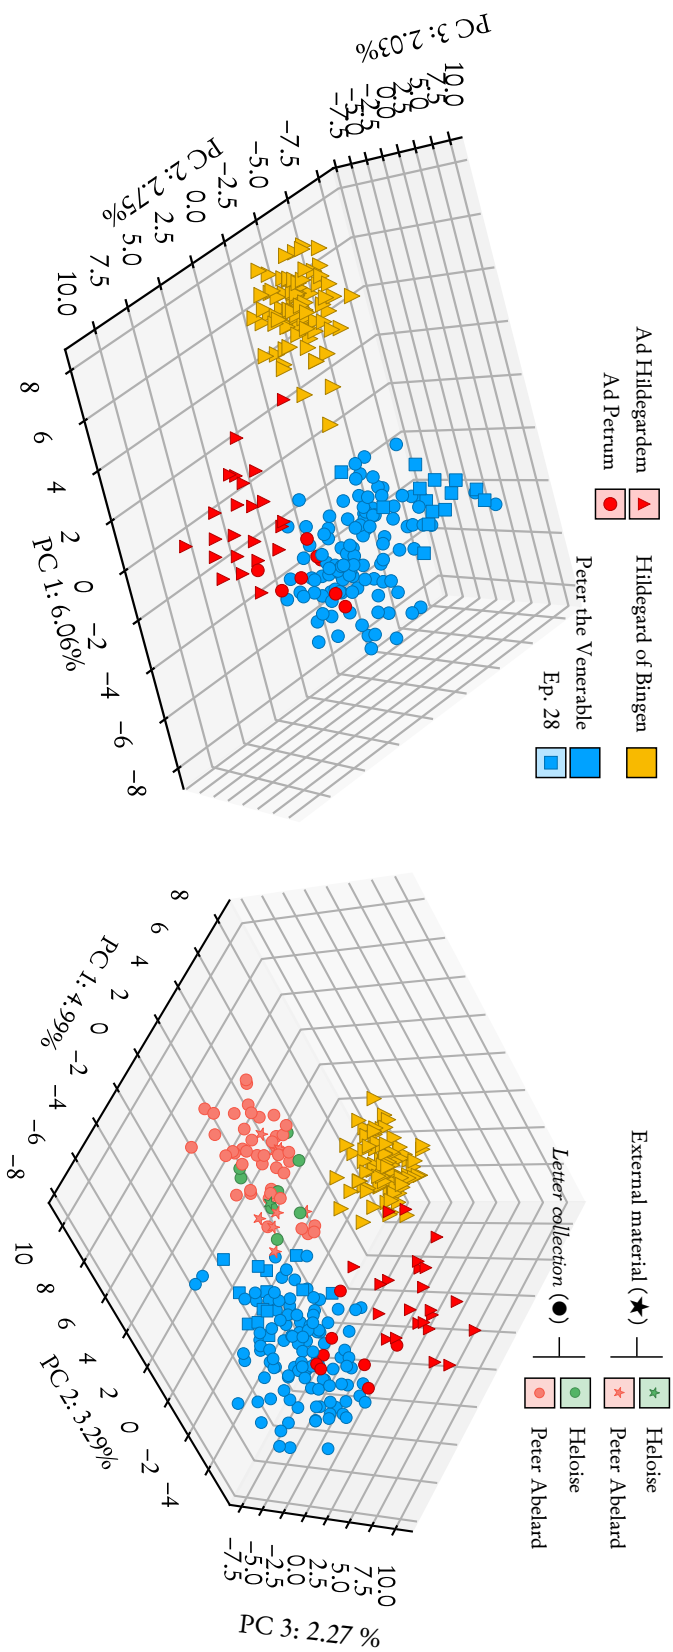 Ad Hildegardem
Ad Petrum
Hildegard of Bingen
Peter the Venerable
Ep. 28
PC 3: 2.03%
10.0
7.5
5.0
2.5
0.0
−2.5
−5.0
−7.5
PC 2: 2.75%
−7.5
−5.0
−2.5
0.0
2.5
5.0
7.5
10.0
8
6
4
2
0
−2
−4
−6
−8
PC 1: 6.06%
External material (★)
Heloise
Peter Abelard
Letter collection (●)
Heloise
Peter Abelard
8
6
4
2
0
−2
−4
−6
−8
PC 1: 4.99%
10
8
6
4
2
0
−2
−4
PC 2: 3.29%
10.0
7.5
5.0
2.5
0.0
−2.5
−5.0
−7.5
PC 3: 2.27 %